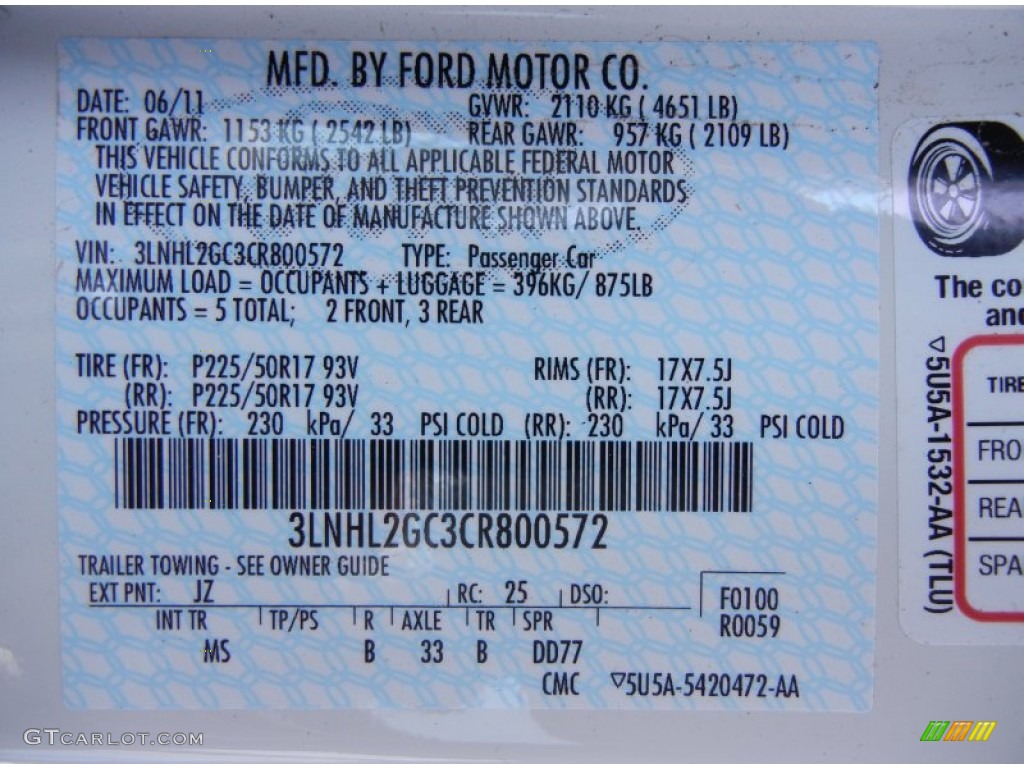 MFD. BY FORD MOTOR CO.
DATE: 06/11 GVWR: 2110 KG ( 4651 LB)
FRONT GAWR: 1153 KG ( 2542 LB) REAR GAWR: 957 KG ( 2109 LB)
THIS VEHICLE CONFORMS TO ALL APPLICABLE FEDERAL MOTOR
VEHICLE SAFETY, BUMPER, AND THEFT PREVENTION STANDARDS
IN EFFECT ON THE DATE OF MANUFACTURE SHOWN ABOVE.
VIN: 3LNHL2GC3CR800572 TYPE: Passenger Car
MAXIMUM LOAD = OCCUPANTS + LUGGAGE = 396KG/ 875LB
OCCUPANTS = 5 TOTAL; 2 FRONT, 3 REAR
TIRE (FR): P225/50R17 93V RIMS (FR): 17X7.5J
(RR): P225/50R17 93V (RR): 17X7.5J
PRESSURE (FR): 230 kPa/ 33 PSI COLD (RR): 230 kPa/ 33 PSI COLD
3LNHL2GC3CR800572
TRAILER TOWING - SEE OWNER GUIDE
EXT PNT: JZ RC: 25 DSO: F0100
INT TR TP/PS R AXLE TR SPR R0059
MS B 33 B DD77
CMC ▽5U5A-5420472-AA
The co
and
▽5U5A-1532-AA (TLU)
TIRE
FRO
REA
SPA
GTCARLOT.COM